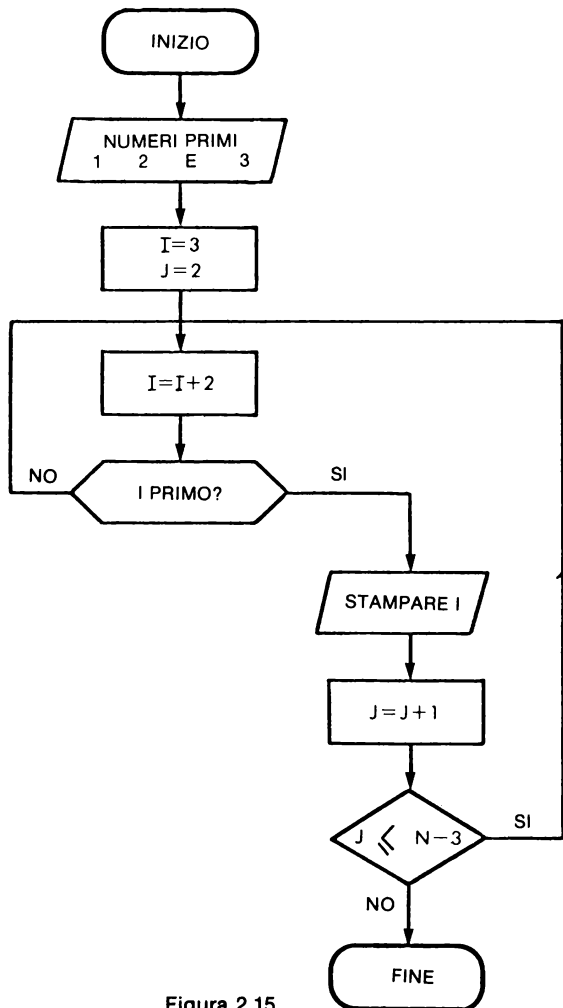 INIZIO
NUMERI PRIMI
1 2 E 3
I=3
J=2
I=I+2
NO
I PRIMO?
SI
STAMPARE I
J=J+1
J ≤ N-3
SI
NO
FINE
Figura 2.15